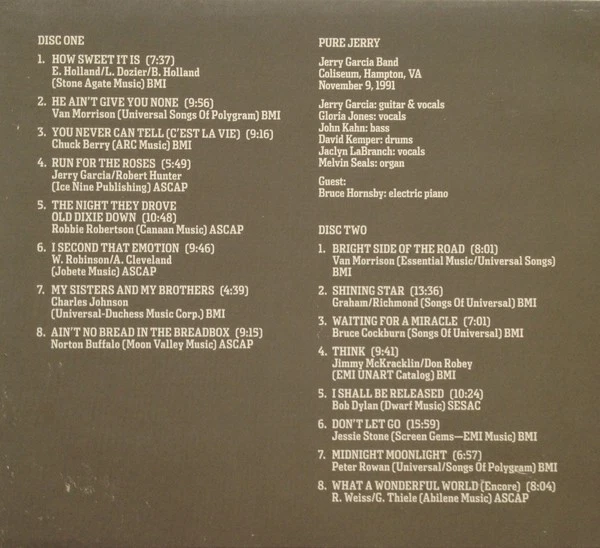 DISC ONE
1. HOW SWEET IT IS (7:37)
E. Holland/L. Dozier/B. Holland
(Stone Agate Music) BMI
2. HE AIN'T GIVE YOU NONE (9:56)
Van Morrison (Universal Songs Of Polygram) BMI
3. YOU NEVER CAN TELL (C'EST LA VIE) (9:16)
Chuck Berry (ARC Music) BMI
4. RUN FOR THE ROSES (5:49)
Jerry Garcia/Robert Hunter
(Ice Nine Publishing) ASCAP
5. THE NIGHT THEY DROVE
OLD DIXIE DOWN (10:48)
Robbie Robertson (Canaan Music) ASCAP
6. I SECOND THAT EMOTION (9:46)
W. Robinson/A. Cleveland
(Jobete Music) ASCAP
7. MY SISTERS AND MY BROTHERS (4:39)
Charles Johnson
(Universal-Duchess Music Corp.) BMI
8. AIN'T NO BREAD IN THE BREADBOX (9:15)
Norton Buffalo (Moon Valley Music) ASCAP
PURE JERRY
Jerry Garcia Band
Coliseum, Hampton, VA
November 9, 1991
Jerry Garcia: guitar & vocals
Gloria Jones: vocals
John Kahn: bass
David Kemper: drums
Jaclyn LaBranch: vocals
Melvin Seals: organ
Guest:
Bruce Hornsby: electric piano
DISC TWO
1. BRIGHT SIDE OF THE ROAD (8:01)
Van Morrison (Essential Music/Universal Songs)
BMI
2. SHINING STAR (13:36)
Graham/Richmond (Songs Of Universal) BMI
3. WAITING FOR A MIRACLE (7:01)
Bruce Cockburn (Songs Of Universal) BMI
4. THINK (9:41)
Jimmy McKracklin/Don Robey
(EMI UNART Catalog) BMI
5. I SHALL BE RELEASED (10:24)
Bob Dylan (Dwarf Music) SESAC
6. DON'T LET GO (15:59)
Jessie Stone (Screen Gems—EMI Music) BMI
7. MIDNIGHT MOONLIGHT (6:57)
Peter Rowan (Universal/Songs Of Polygram) BMI
8. WHAT A WONDERFUL WORLD (Encore) (8:04)
R. Weiss/G. Thiele (Abilene Music) ASCAP